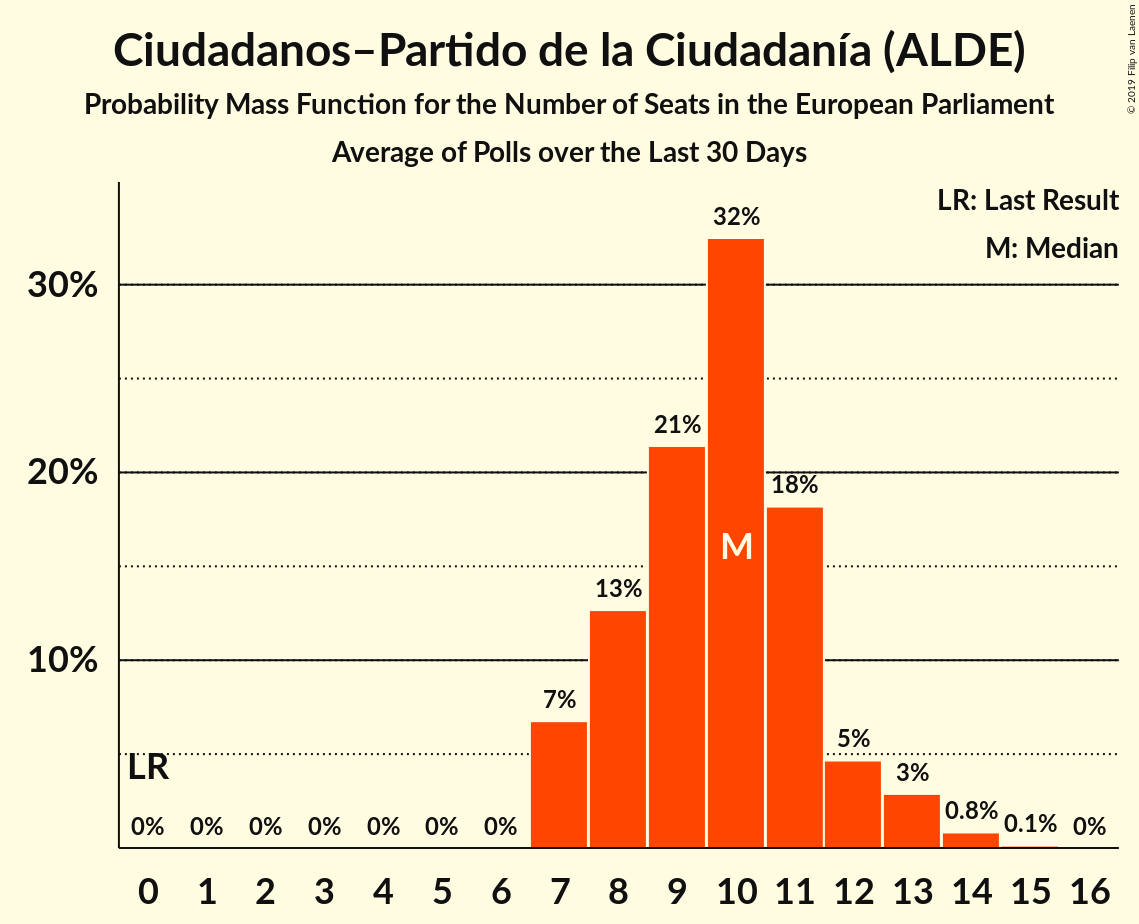 Ciudadanos–Partido de la Ciudadanía (ALDE)
Probability Mass Function for the Number of Seats in the European Parliament
Average of Polls over the Last 30 Days
© 2019 Filip van Laenen
LR: Last Result
M: Median
32%
30%
21%
20%
18%
M
13%
10%
7%
5%
LR
3%
0% 0% 0% 0% 0% 0% 0% 0.8% 0.1% 0%
0 1 2 3 4 5 6 7 8 9 10 11 12 13 14 15 16